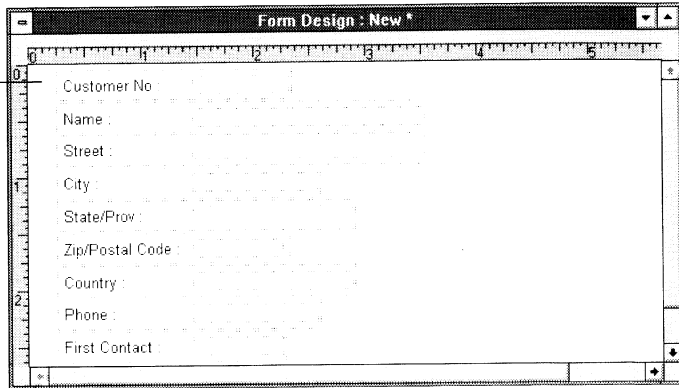 Form Design : New *
0 1 2 3 4 5
0
Customer No :
Name :
Street :
City :
1
State/Prov :
Zip/Postal Code :
Country :
2
Phone :
First Contact :